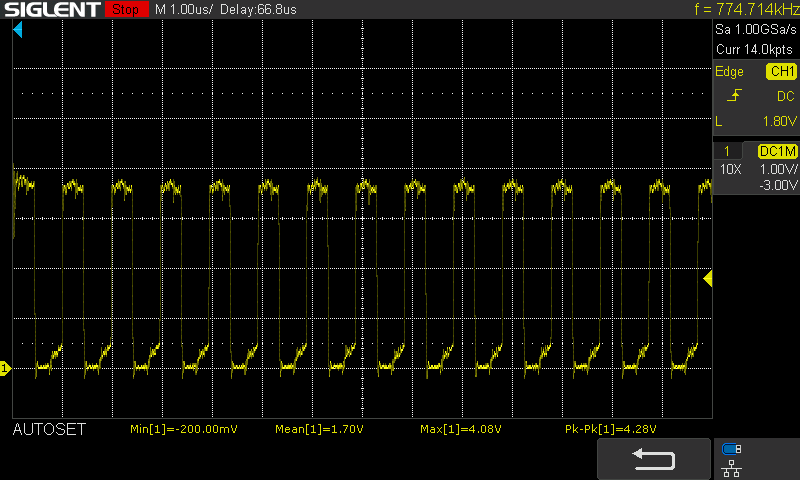 SIGLENT Stop M 1.00us/ Delay:66.8us f = 774.714kHz
Sa 1.00GSa/s
Curr 14.0kpts
Edge CH1
DC
L 1.80V
1 DC1M
10X 1.00V/
-3.00V
1
AUTOSET Min[1]=-200.00mV Mean[1]=1.70V Max[1]=4.08V Pk-Pk[1]=4.28V